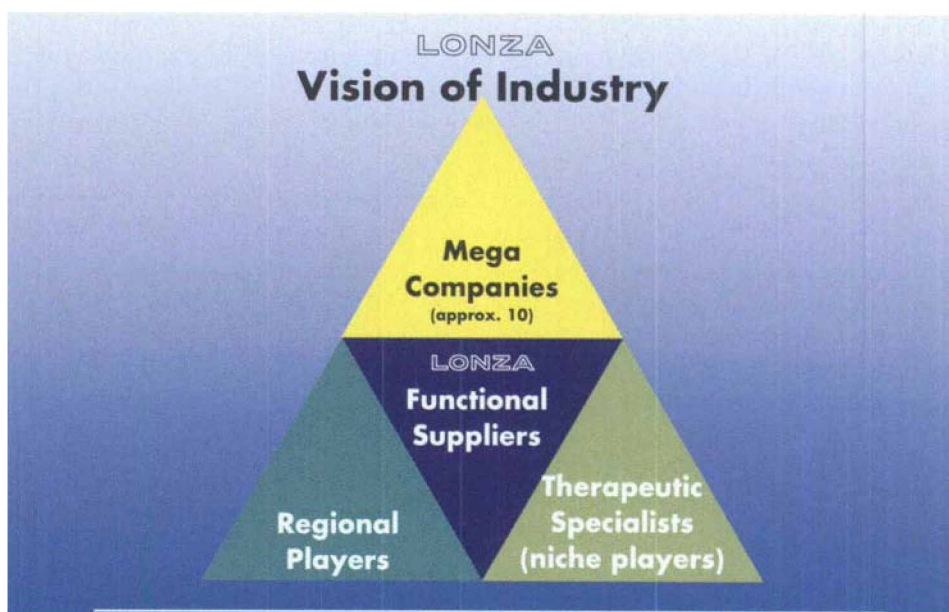 LONZA
Vision of Industry
Mega
Companies
(approx. 10)
LONZA
Functional
Suppliers
Regional
Players
Therapeutic
Specialists
(niche players)